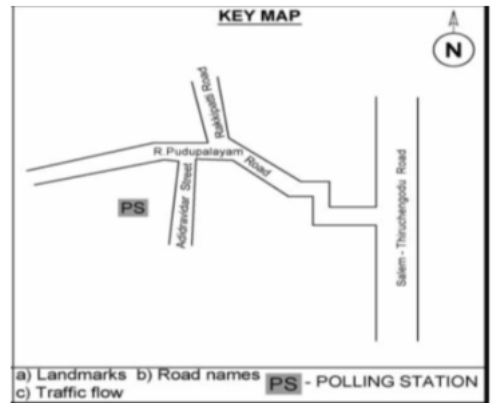 KEY MAP
N
Rakkipatti Road
R.Pudupalayam Road
Adidravidar Street
PS
Salem - Thiruchengodu Road
a) Landmarks b) Road names
c) Traffic flow
PS - POLLING STATION